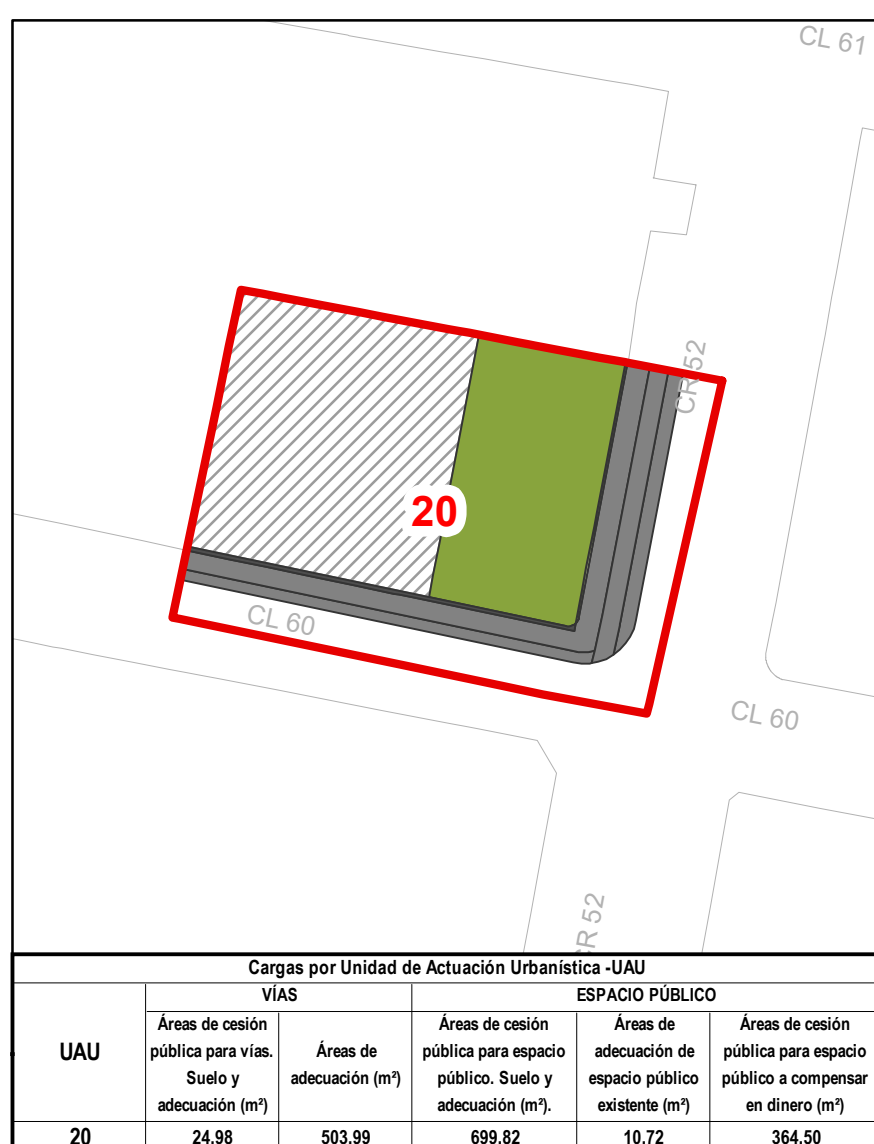 CL 61
CR 52
20
CL 60
CL 60
CR 52
Cargas por Unidad de Actuación Urbanística -UAU
UAU
VÍAS
ESPACIO PÚBLICO
Áreas de cesión
pública para vías.
Suelo y
adecuación (m²)
Áreas de
adecuación (m²)
Áreas de cesión
pública para espacio
público. Suelo y
adecuación (m²).
Áreas de
adecuación de
espacio público
existente (m²)
Áreas de cesión
pública para espacio
público a compensar
en dinero (m²)
20
24.98
503.99
699.82
10.72
364.50